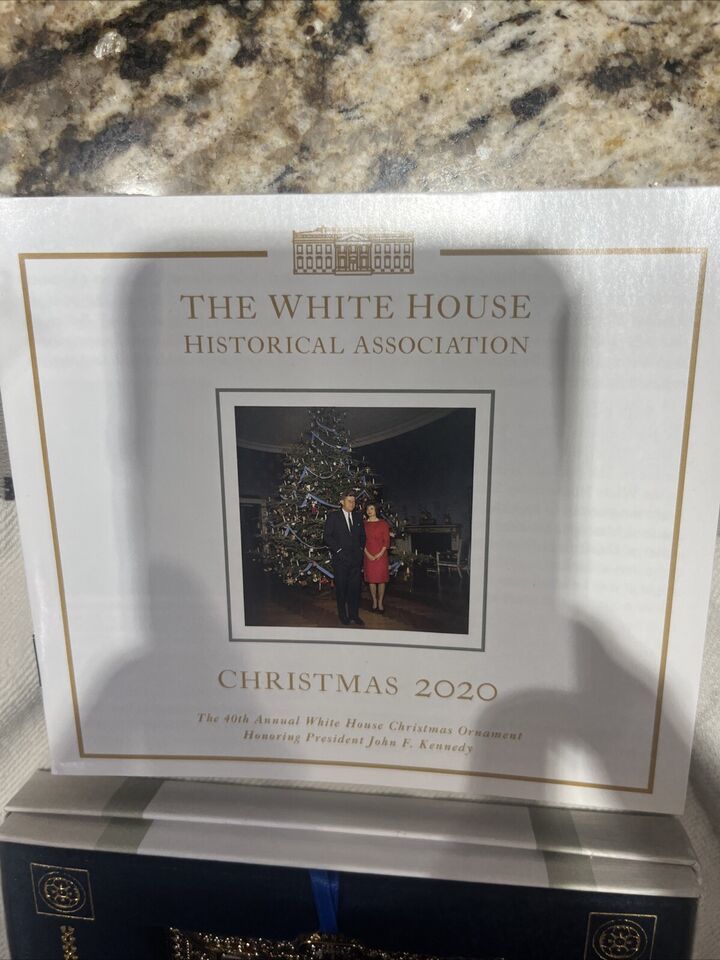 THE WHITE HOUSE
HISTORICAL ASSOCIATION
CHRISTMAS 2020
The 40th Annual White House Christmas Ornament
Honoring President John F. Kennedy